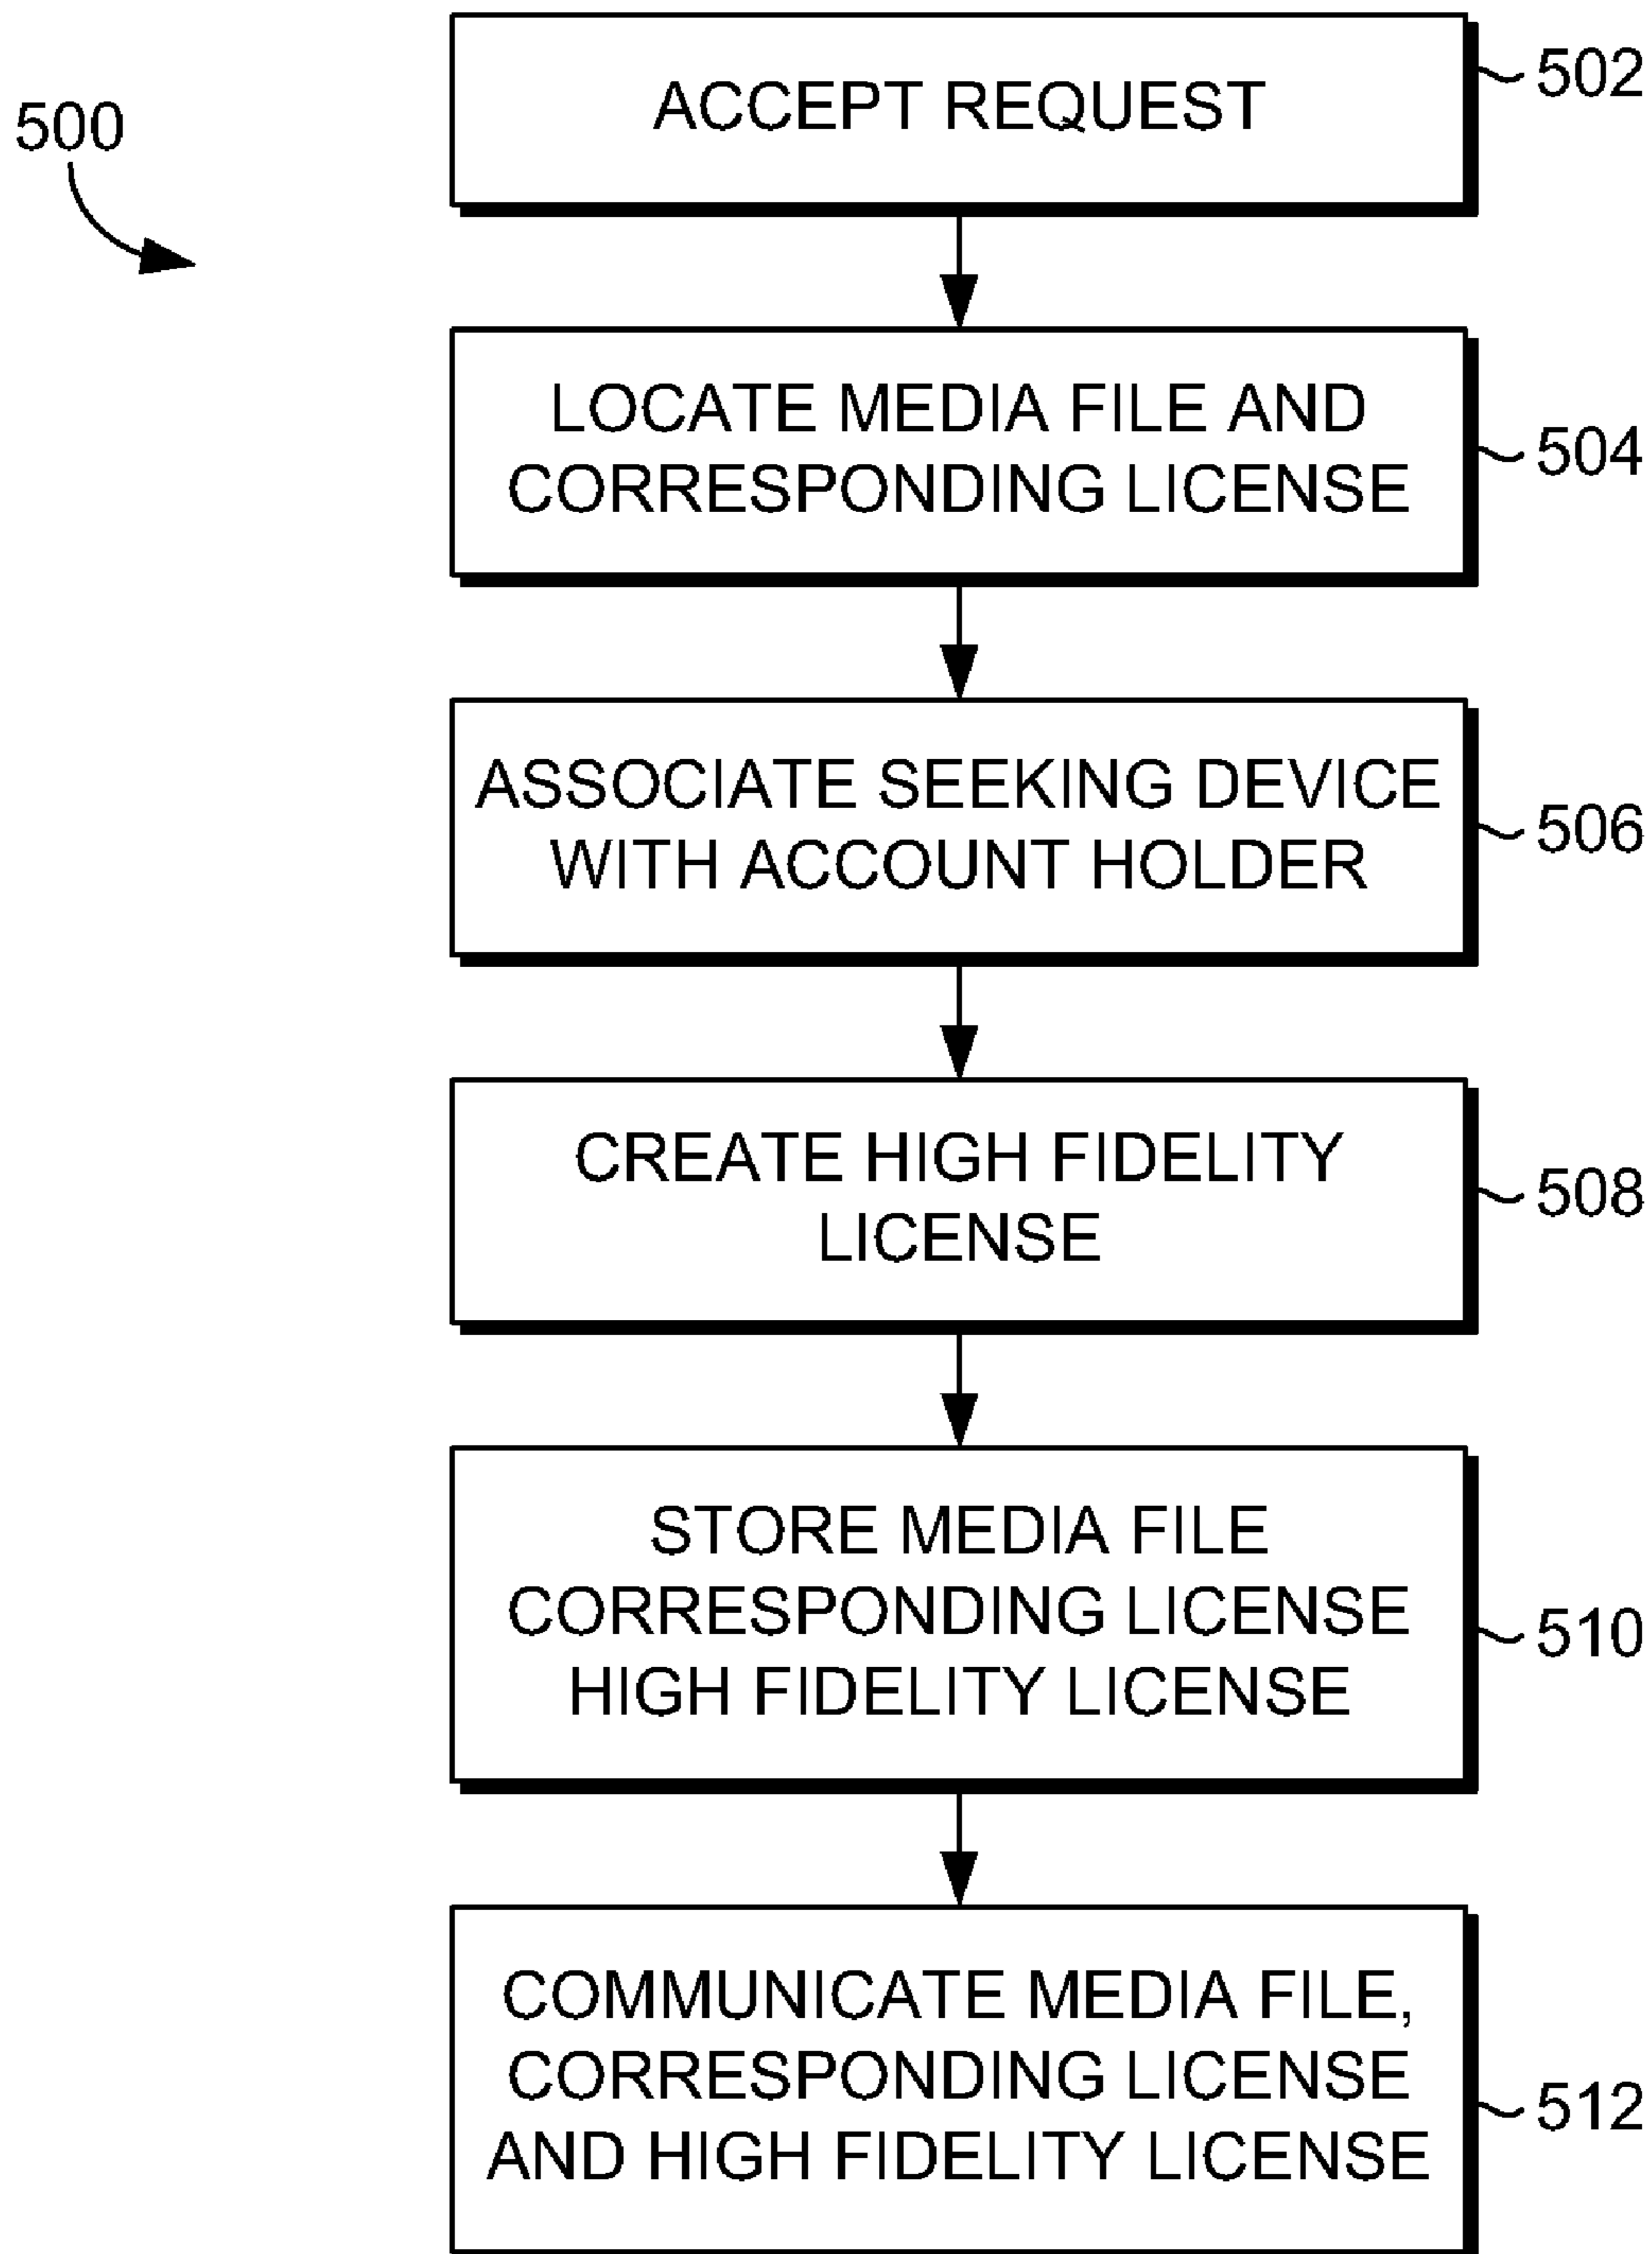 500
ACCEPT REQUEST
502
LOCATE MEDIA FILE AND
CORRESPONDING LICENSE
504
ASSOCIATE SEEKING DEVICE
WITH ACCOUNT HOLDER
506
CREATE HIGH FIDELITY
LICENSE
508
STORE MEDIA FILE
CORRESPONDING LICENSE
HIGH FIDELITY LICENSE
510
COMMUNICATE MEDIA FILE,
CORRESPONDING LICENSE
AND HIGH FIDELITY LICENSE
512